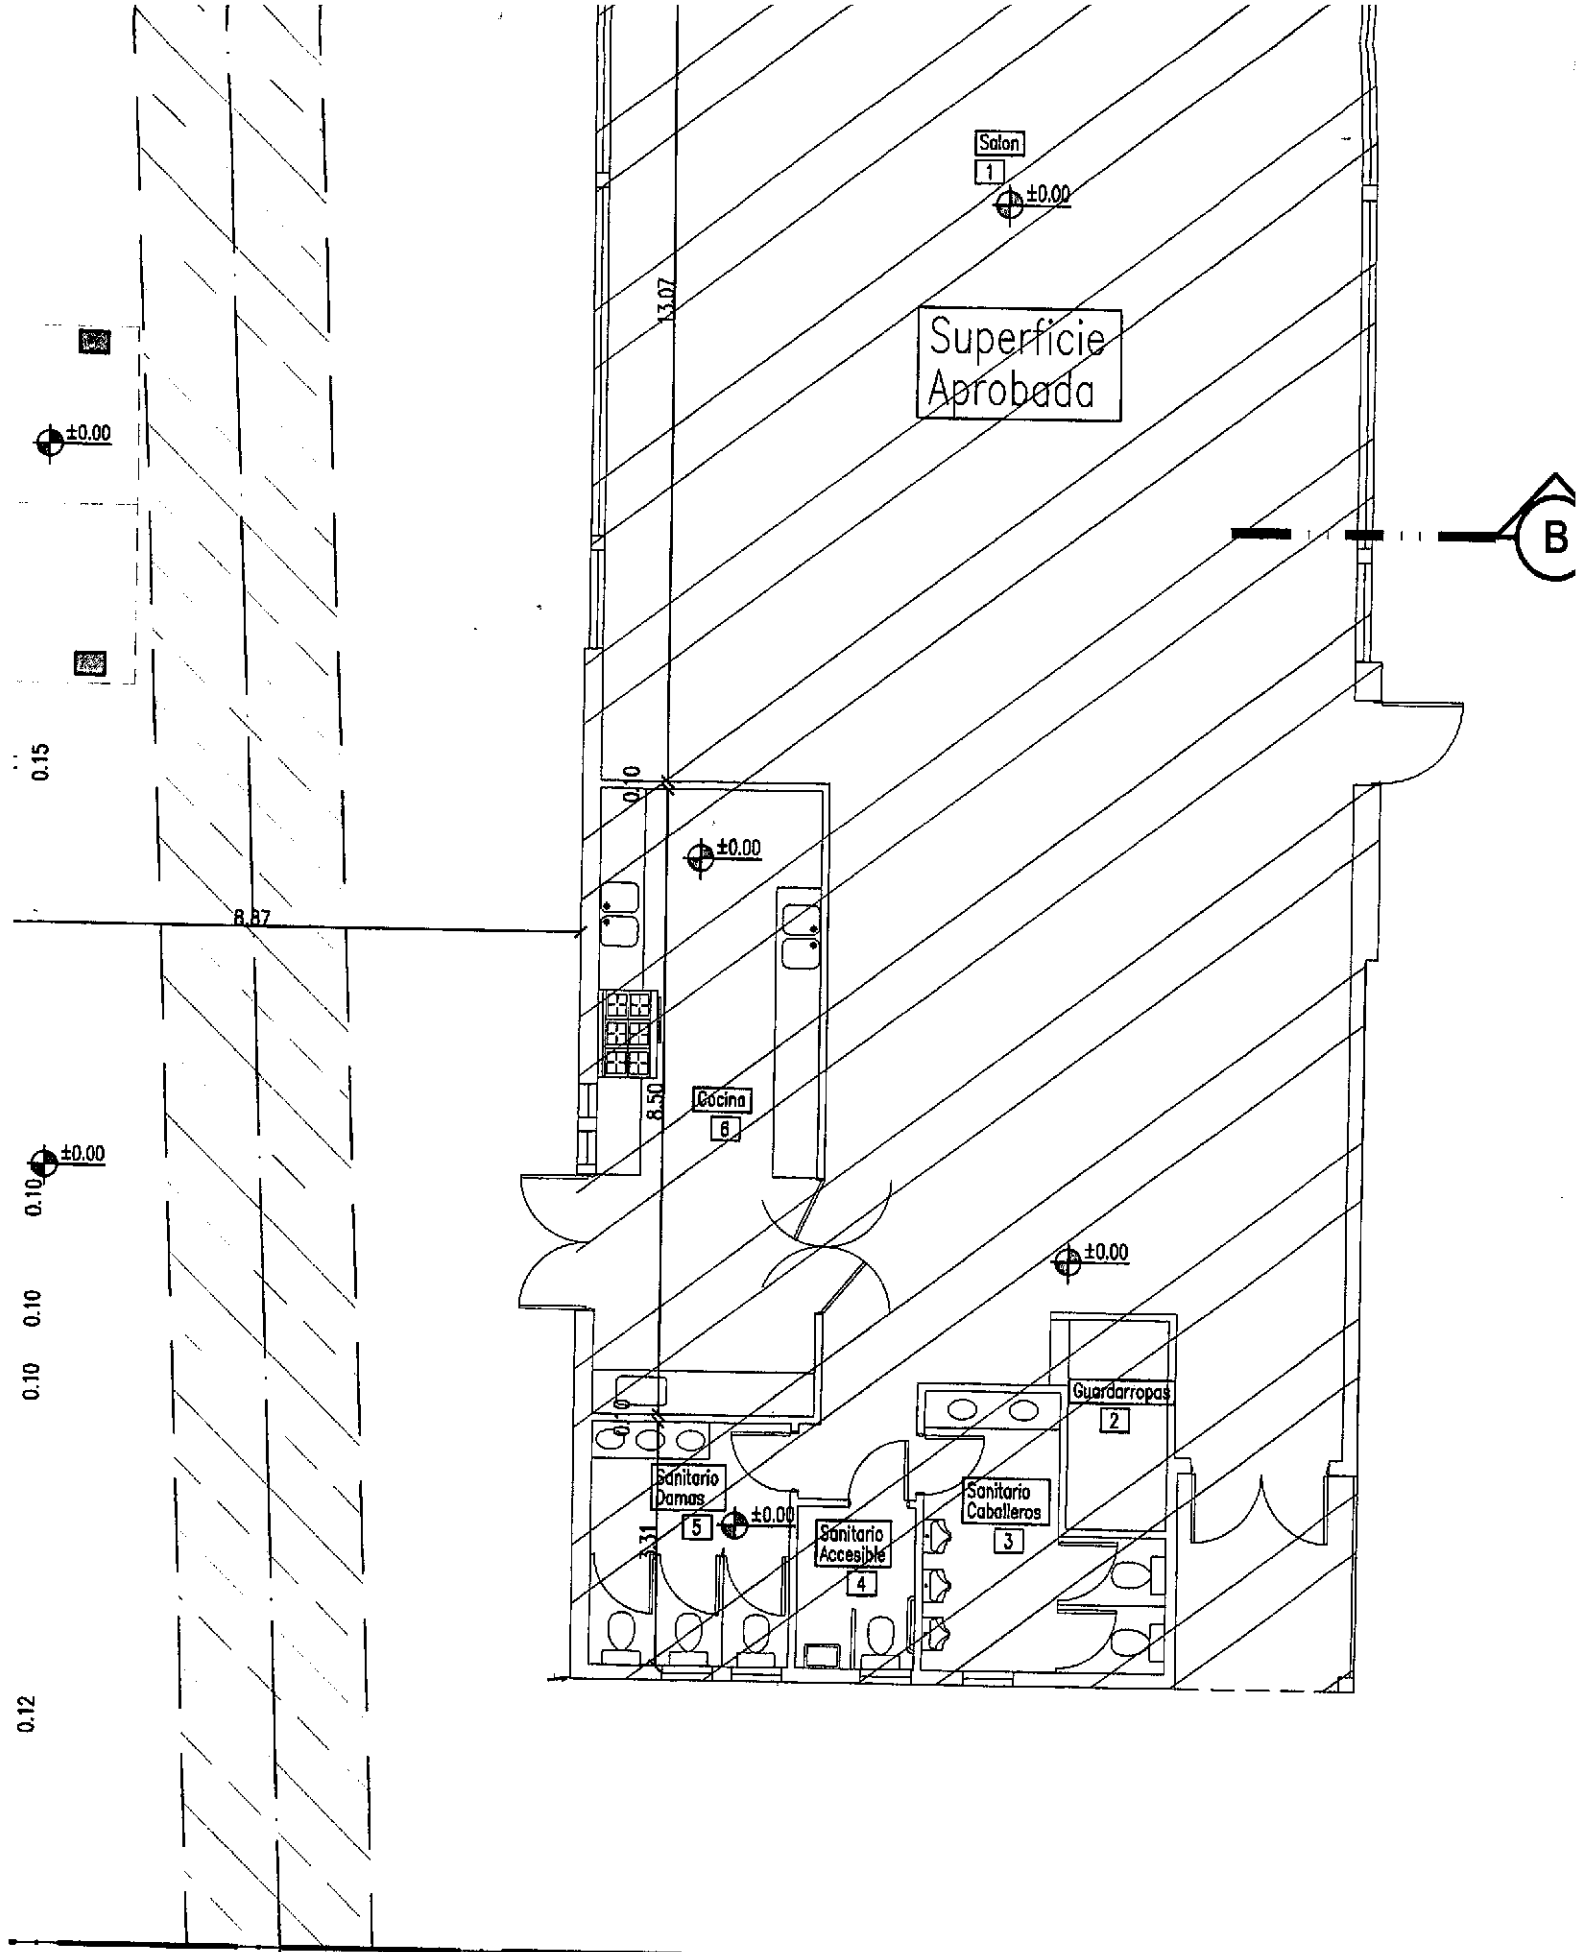 Salon
1
±0.00
13.07
Superficie
Aprobada
±0.00
B
0.15
0.10
±0.00
8.87
8.50
Cocina
6
±0.00
0.10
±0.00
0.10
0.10
Guardarropas
2
0.10
Sanitario
Damas
5
±0.00
Sanitario
Caballeros
3
3.31
Sanitario
Accesible
4
0.12